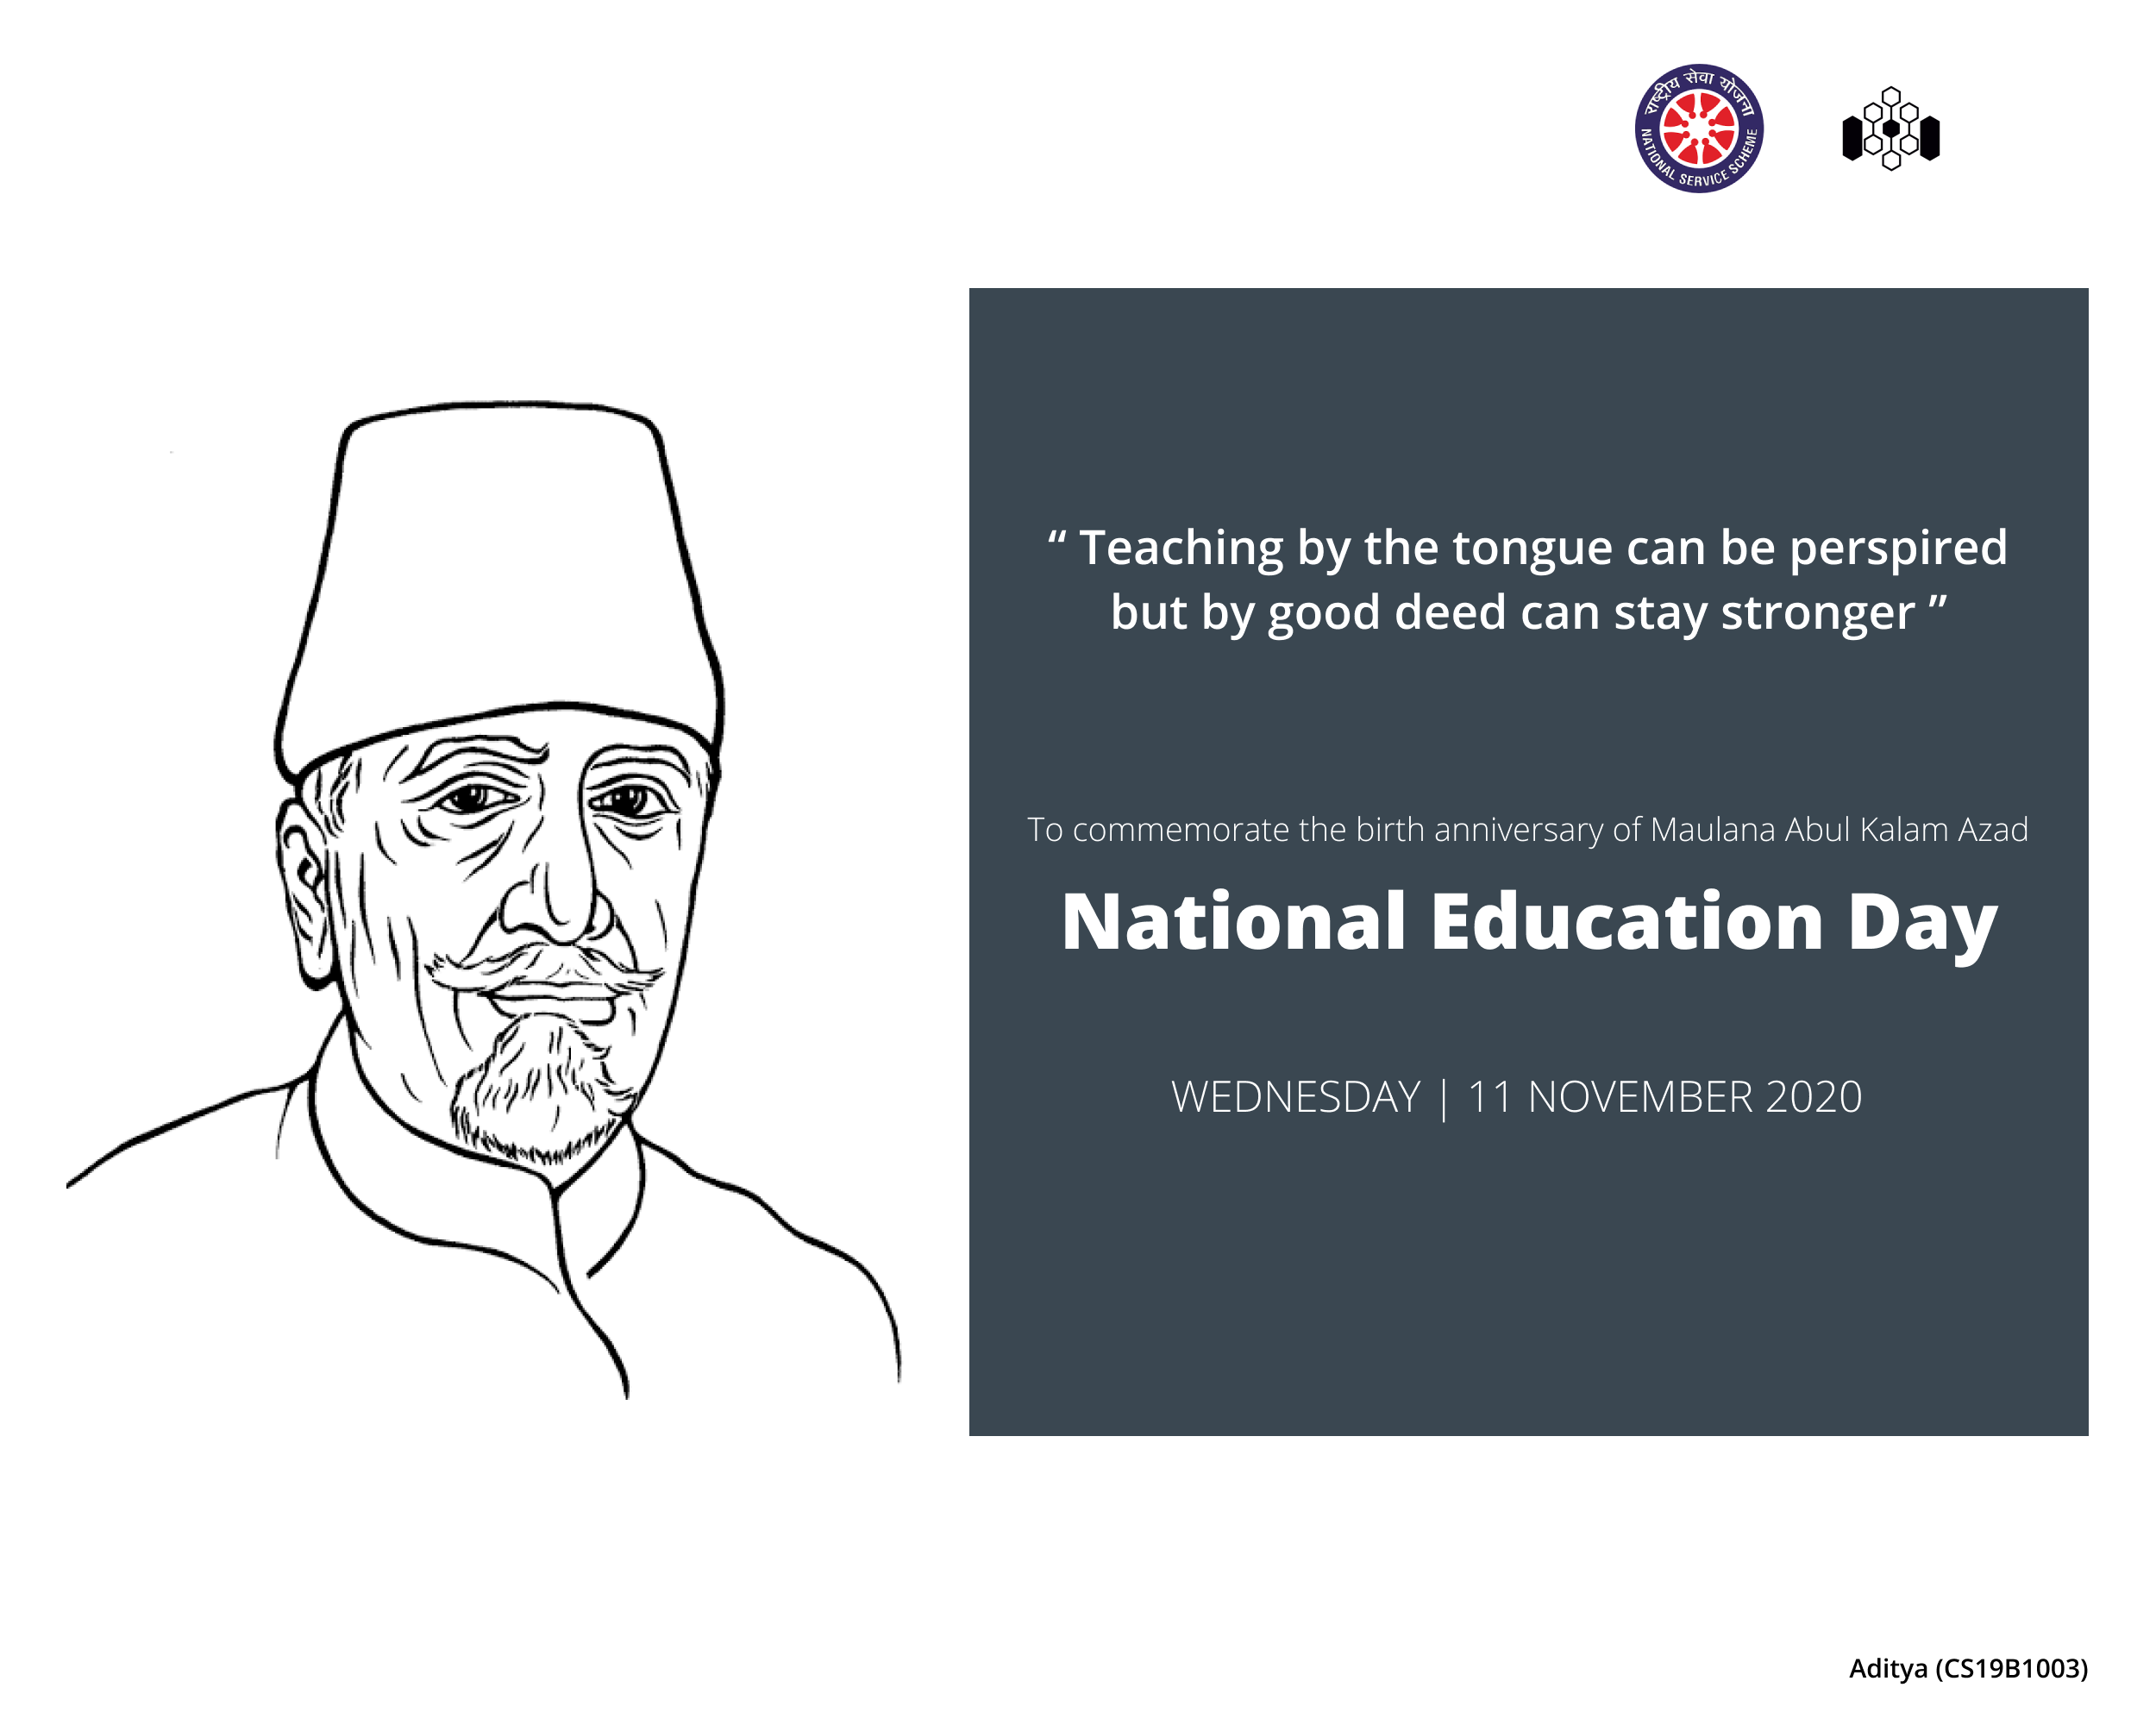 राष्ट्रीय सेवा योजना
NATIONAL SERVICE SCHEME
“ Teaching by the tongue can be perspired
but by good deed can stay stronger ”
To commemorate the birth anniversary of Maulana Abul Kalam Azad
National Education Day
WEDNESDAY | 11 NOVEMBER 2020
Aditya (CS19B1003)